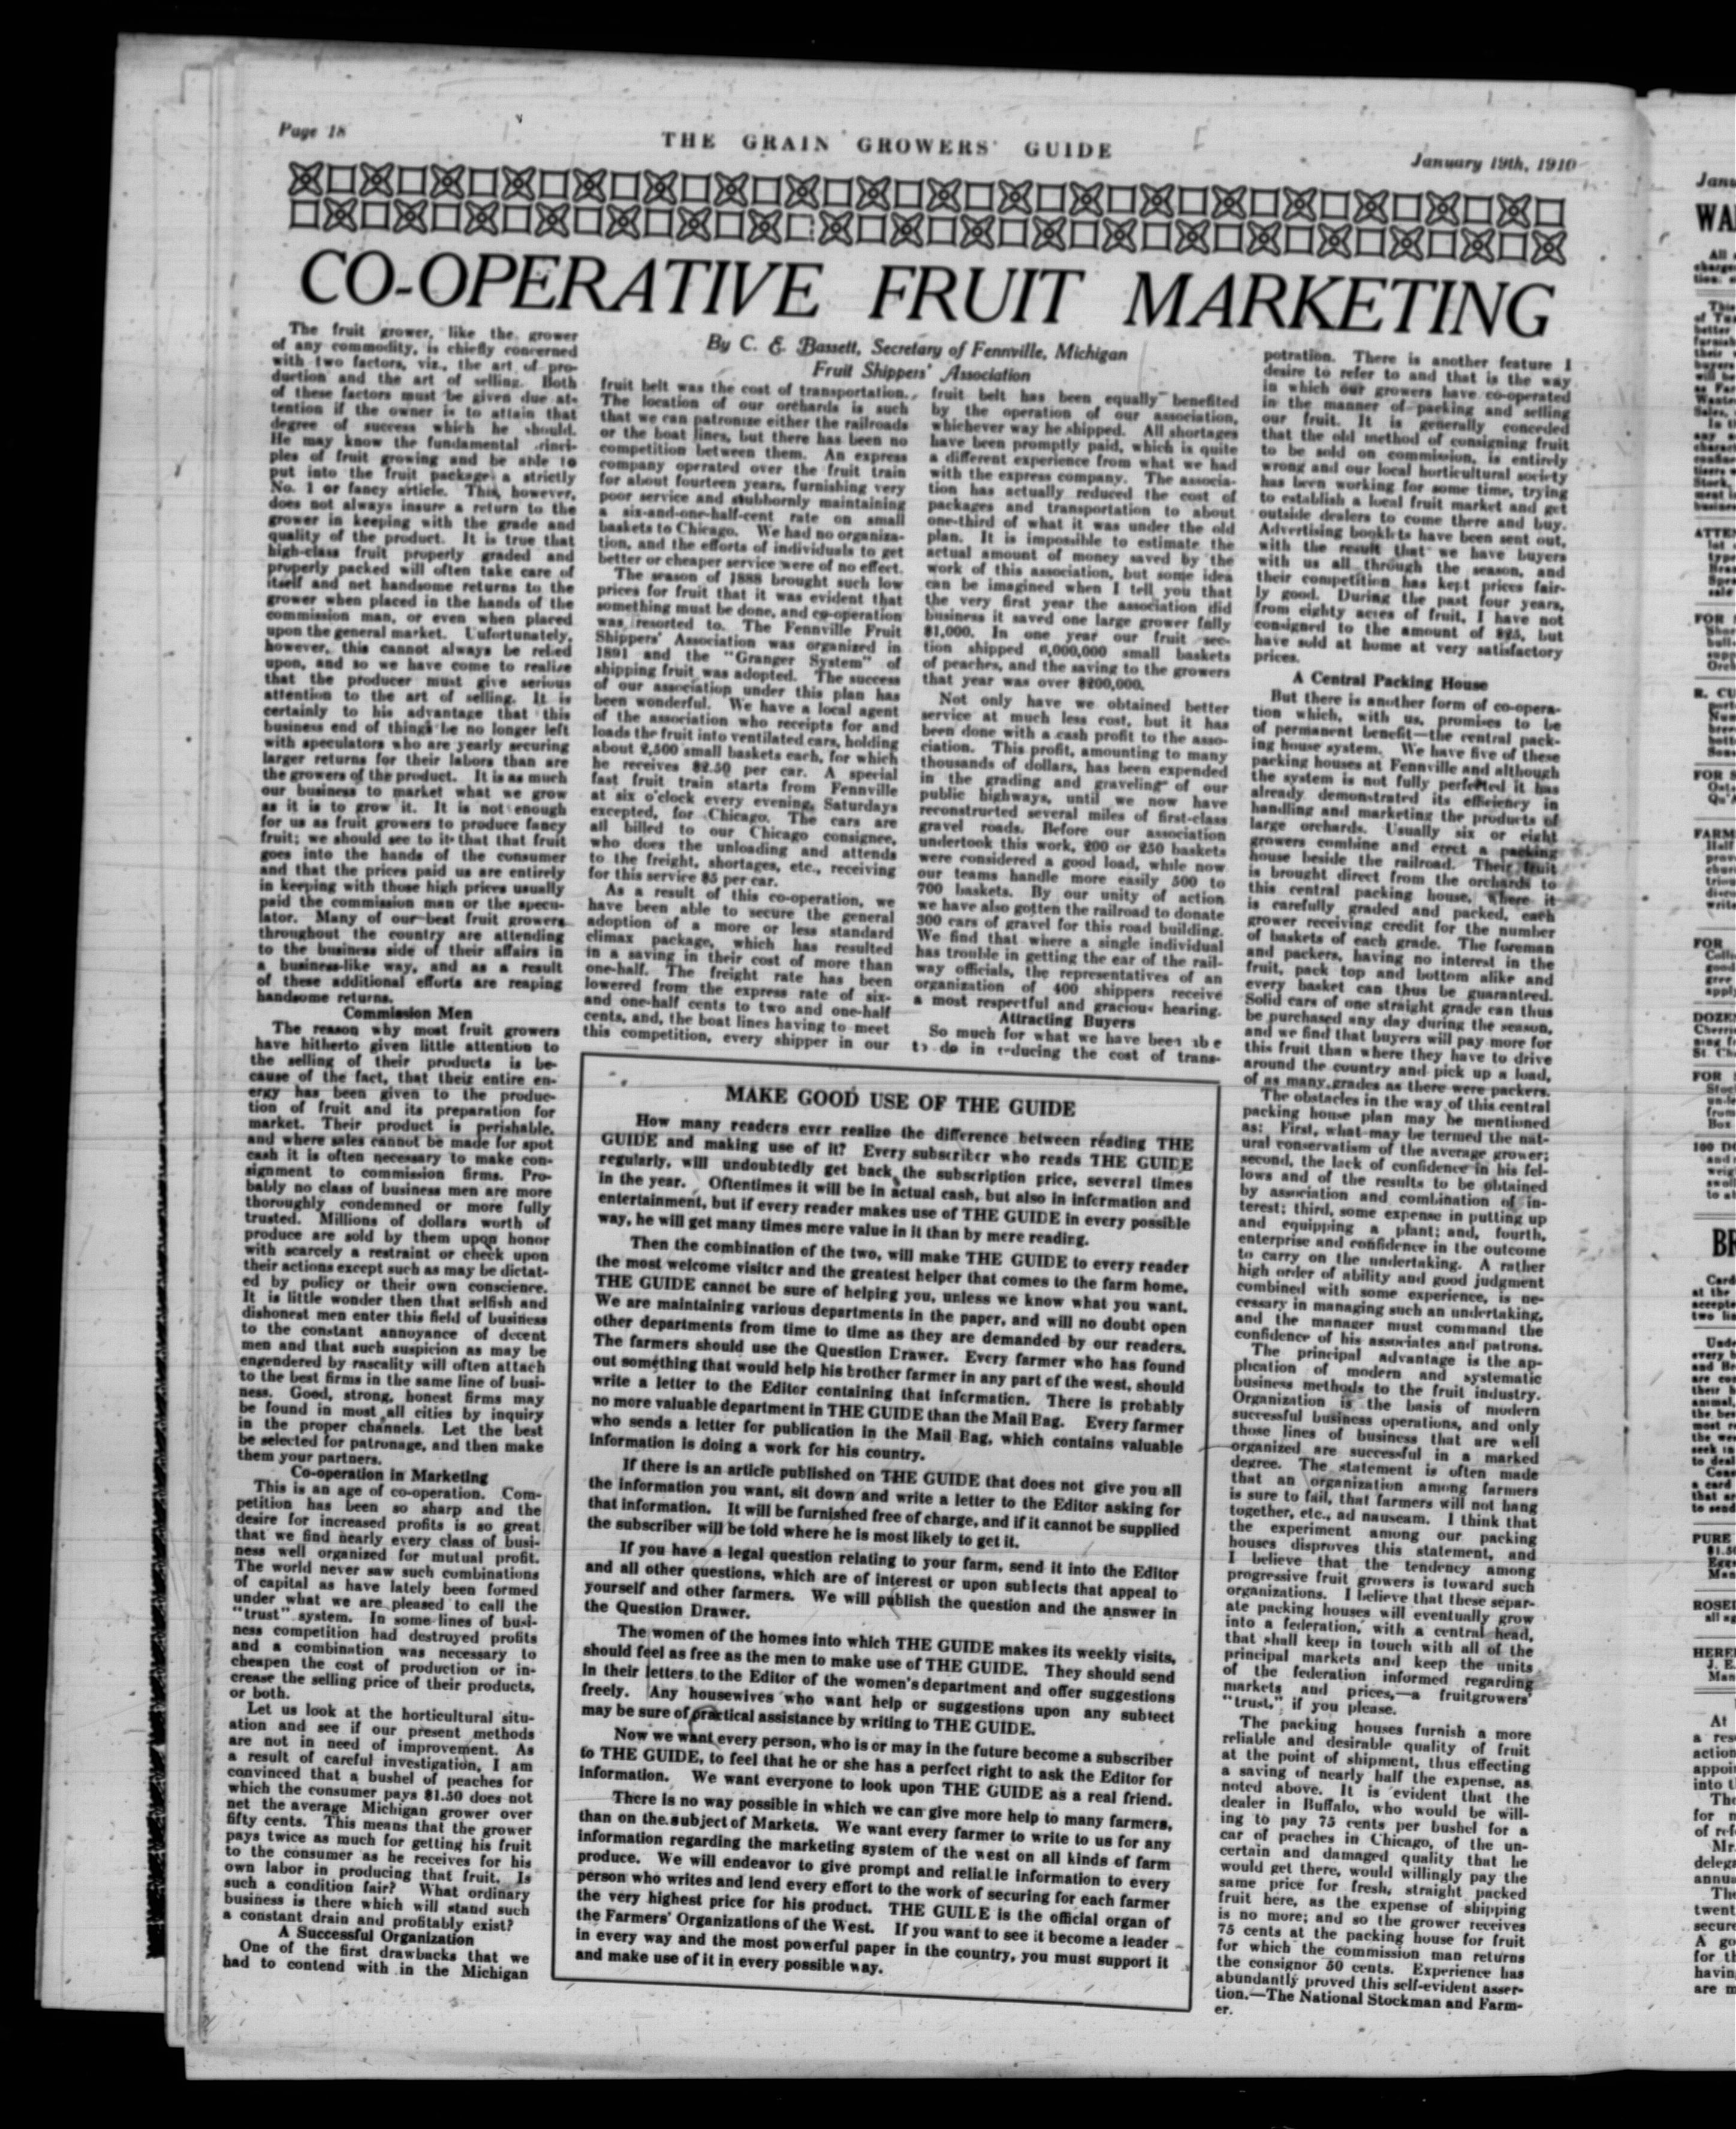 Page 18
THE GRAIN GROWERS' GUIDE
January 19th, 1910
CO-OPERATIVE FRUIT MARKETING
By C. E. Bassett, Secretary of Fennville, Michigan
Fruit Shippers' Association
The fruit grower, like the grower
of any commodity, is chiefly concerned
with two factors, viz., the art of pro-
duction and the art of selling. Both
of these factors must be given due at-
tention if the owner is to attain that
degree of success which he should.
He may know the fundamental rinci-
ples of fruit growing and be able to
put into the fruit package a strictly
No. 1 or fancy article. This, however,
does not always insure a return to the
grower in keeping with the grade and
quality of the product. It is true that
high-class fruit properly graded and
properly packed will often take care of
itself and net handsome returns to the
grower when placed in the hands of the
commission man, or even when placed
upon the general market. Unfortunately,
however, this cannot always be relied
upon, and so we have come to realize
that the producer must give serious
attention to the art of selling. It is
certainly to his advantage that this
business end of things be no longer left
with speculators who are yearly securing
larger returns for their labors than are
the growers of the product. It is as much
our business to market what we grow
as it is to grow it. It is not enough
for us as fruit growers to produce fancy
fruit; we should see to it that that fruit
goes into the hands of the consumer
and that the prices paid us are entirely
in keeping with those high prices usually
paid the commission man or the specu-
lator. Many of our best fruit growers
throughout the country are attending
to the business side of their affairs in
a business-like way, and as a result
of these additional efforts are reaping
handsome returns.
Commission Men
The reason why most fruit growers
have hitherto given little attention to
the selling of their products is be-
cause of the fact, that their entire en-
ergy has been given to the produc-
tion of fruit and its preparation for
market. Their product is perishable,
and where sales cannot be made for spot
cash it is often necessary to make con-
signment to commission firms. Pro-
bably no class of business men are more
thoroughly condemned or more fully
trusted. Millions of dollars worth of
produce are sold by them upon honor
with scarcely a restraint or check upon
their actions except such as may be dictat-
ed by policy or their own conscience.
It is little wonder then that selfish and
dishonest men enter this field of business
to the constant annoyance of decent
men and that such suspicion as may be
engendered by rascality will often attach
to the best firms in the same line of busi-
ness. Good, strong, honest firms may
be found in most all cities by inquiry
in the proper channels. Let the best
be selected for patronage, and then make
them your partners.
Co-operation in Marketing
This is an age of co-operation. Com-
petition has been so sharp and the
desire for increased profits is so great
that we find nearly every class of busi-
ness well organized for mutual profit.
The world never saw such combinations
of capital as have lately been formed
under what we are pleased to call the
"trust" system. In some lines of busi-
ness competition had destroyed profits
and a combination was necessary to
cheapen the cost of production or in-
crease the selling price of their products,
or both.
Let us look at the horticultural situ-
ation and see if our present methods
are not in need of improvement. As
a result of careful investigation, I am
convinced that a bushel of peaches for
which the consumer pays $1.50 does not
net the average Michigan grower over
fifty cents. This means that the grower
pays twice as much for getting his fruit
to the consumer as he receives for his
own labor in producing that fruit. Is
such a condition fair? What ordinary
business is there which will stand such
a constant drain and profitably exist?
A Successful Organization
One of the first drawbacks that we
had to contend with in the Michigan
fruit belt was the cost of transportation.
The location of our orchards is such
that we can patronize either the railroads
or the boat lines, but there has been no
competition between them. An express
company operated over the fruit train
for about fourteen years, furnishing very
poor service and stubbornly maintaining
a six-and-one-half-cent rate on small
baskets to Chicago. We had no organiza-
tion, and the efforts of individuals to get
better or cheaper service were of no effect.
The season of 1888 brought such low
prices for fruit that it was evident that
something must be done, and co-operation
was resorted to. The Fennville Fruit
Shippers' Association was organized in
1891 and the "Granger System" of
shipping fruit was adopted. The success
of our association under this plan has
been wonderful. We have a local agent
of the association who receipts for and
loads the fruit into ventilated cars, holding
about 2,500 small baskets each, for which
he receives $2.50 per car. A special
fast fruit train starts from Fennville
at six o'clock every evening, Saturdays
excepted, for Chicago. The cars are
all billed to our Chicago consignee,
who does the unloading and attends
to the freight, shortages, etc., receiving
for this service $5 per car.
As a result of this co-operation, we
have been able to secure the general
adoption of a more or less standard
climax package, which has resulted
in a saving in their cost of more than
one-half. The freight rate has been
lowered from the express rate of six-
and one-half cents to two and one-half
cents, and, the boat lines having to meet
this competition, every shipper in our
fruit belt has been equally benefited
by the operation of our association,
whichever way he shipped. All shortages
have been promptly paid, which is quite
a different experience from what we had
with the express company. The associa-
tion has actually reduced the cost of
packages and transportation to about
one-third of what it was under the old
plan. It is impossible to estimate the
actual amount of money saved by the
work of this association, but some idea
can be imagined when I tell you that
the very first year the association did
business it saved one large grower fully
$1,000. In one year our fruit sec-
tion shipped 6,000,000 small baskets
of peaches, and the saving to the growers
that year was over $200,000.
Not only have we obtained better
service at much less cost, but it has
been done with a cash profit to the asso-
ciation. This profit, amounting to many
thousands of dollars, has been expended
in the grading and graveling of our
public highways, until we now have
reconstructed several miles of first-class
gravel roads. Before our association
undertook this work, 200 or 250 baskets
were considered a good load, while now
our teams handle more easily 500 to
700 baskets. By our unity of action
we have also gotten the railroad to donate
300 cars of gravel for this road building.
We find that where a single individual
has trouble in getting the ear of the rail-
way officials, the representatives of an
organization of 400 shippers receive
a most respectful and gracious hearing.
Attracting Buyers
So much for what we have been able
to do in reducing the cost of trans-
potration. There is another feature I
desire to refer to and that is the way
in which our growers have co-operated
in the manner of packing and selling
our fruit. It is generally conceded
that the old method of consigning fruit
to be sold on commission, is entirely
wrong and our local horticultural society
has been working for some time, trying
to establish a local fruit market and get
outside dealers to come there and buy.
Advertising booklets have been sent out,
with the result that we have buyers
with us all through the season, and
their competition has kept prices fair-
ly good. During the past four years,
from eighty acres of fruit, I have not
consigned to the amount of $25, but
have sold at home at very satisfactory
prices.
A Central Packing House
But there is another form of co-opera-
tion which, with us, promises to be
of permanent benefit—the central pack-
ing house system. We have five of these
packing houses at Fennville and although
the system is not fully perfected it has
already demonstrated its efficiency in
handling and marketing the products of
large orchards. Usually six or eight
growers combine and erect a packing
house beside the railroad. Their fruit
is brought direct from the orchards to
this central packing house, where it
is carefully graded and packed, each
grower receiving credit for the number
of baskets of each grade. The foreman
and packers, having no interest in the
fruit, pack top and bottom alike and
every basket can thus be guaranteed.
Solid cars of one straight grade can thus
be purchased any day during the season,
and we find that buyers will pay more for
this fruit than where they have to drive
around the country and pick up a load,
of as many grades as there were packers.
The obstacles in the way of this central
packing house plan may be mentioned
as: First, what may be termed the nat-
ural conservatism of the average grower;
second, the lack of confidence in his fel-
lows and of the results to be obtained
by association and combination of in-
terest; third, some expense in putting up
and equipping a plant; and, fourth,
enterprise and confidence in the outcome
to carry on the undertaking. A rather
high order of ability and good judgment
combined with some experience, is ne-
cessary in managing such an undertaking,
and the manager must command the
confidence of his associates and patrons.
The principal advantage is the ap-
plication of modern and systematic
business methods to the fruit industry.
Organization is the basis of modern
successful business operations, and only
those lines of business that are well
organized are successful in a marked
degree. The statement is often made
that an organization among farmers
is sure to fail, that farmers will not hang
together, etc., ad nauseam. I think that
the experiment among our packing
houses disproves this statement, and
I believe that the tendency among
progressive fruit growers is toward such
organizations. I believe that these separ-
ate packing houses will eventually grow
into a federation, with a central head,
that shall keep in touch with all of the
principal markets and keep the units
of the federation informed regarding
markets and prices,—a fruitgrowers'
"trust," if you please.
The packing houses furnish a more
reliable and desirable quality of fruit
at the point of shipment, thus effecting
a saving of nearly half the expense, as
noted above. It is evident that the
dealer in Buffalo, who would be will-
ing to pay 75 cents per bushel for a
car of peaches in Chicago, of the un-
certain and damaged quality that he
would get there, would willingly pay the
same price for fresh, straight packed
fruit here, as the expense of shipping
is no more; and so the grower receives
75 cents at the packing house for fruit
for which the commission man returns
the consignor 50 cents. Experience has
abundantly proved this self-evident asser-
tion.—The National Stockman and Farm-
er.
MAKE GOOD USE OF THE GUIDE
How many readers ever realize the difference between reading THE
GUIDE and making use of it? Every subscriber who reads THE GUIDE
regularly, will undoubtedly get back the subscription price, several times
in the year. Oftentimes it will be in actual cash, but also in information and
entertainment, but if every reader makes use of THE GUIDE in every possible
way, he will get many times more value in it than by mere reading.
Then the combination of the two, will make THE GUIDE to every reader
the most welcome visitor and the greatest helper that comes to the farm home.
THE GUIDE cannot be sure of helping you, unless we know what you want.
We are maintaining various departments in the paper, and will no doubt open
other departments from time to time as they are demanded by our readers.
The farmers should use the Question Drawer. Every farmer who has found
out something that would help his brother farmer in any part of the west, should
write a letter to the Editor containing that information. There is probably
no more valuable department in THE GUIDE than the Mail Bag. Every farmer
who sends a letter for publication in the Mail Bag, which contains valuable
information is doing a work for his country.
If there is an article published on THE GUIDE that does not give you all
the information you want, sit down and write a letter to the Editor asking for
that information. It will be furnished free of charge, and if it cannot be supplied
the subscriber will be told where he is most likely to get it.
If you have a legal question relating to your farm, send it into the Editor
and all other questions, which are of interest or upon subjects that appeal to
yourself and other farmers. We will publish the question and the answer in
the Question Drawer.
The women of the homes into which THE GUIDE makes its weekly visits,
should feel as free as the men to make use of THE GUIDE. They should send
in their letters to the Editor of the women's department and offer suggestions
freely. Any housewives who want help or suggestions upon any subject
may be sure of practical assistance by writing to THE GUIDE.
Now we want every person, who is or may in the future become a subscriber
to THE GUIDE, to feel that he or she has a perfect right to ask the Editor for
information. We want everyone to look upon THE GUIDE as a real friend.
There is no way possible in which we can give more help to many farmers,
than on the subject of Markets. We want every farmer to write to us for any
information regarding the marketing system of the west on all kinds of farm
produce. We will endeavor to give prompt and reliable information to every
person who writes and lend every effort to the work of securing for each farmer
the very highest price for his product. THE GUILE is the official organ of
the Farmers' Organizations of the West. If you want to see it become a leader
in every way and the most powerful paper in the country, you must support it
and make use of it in every possible way.